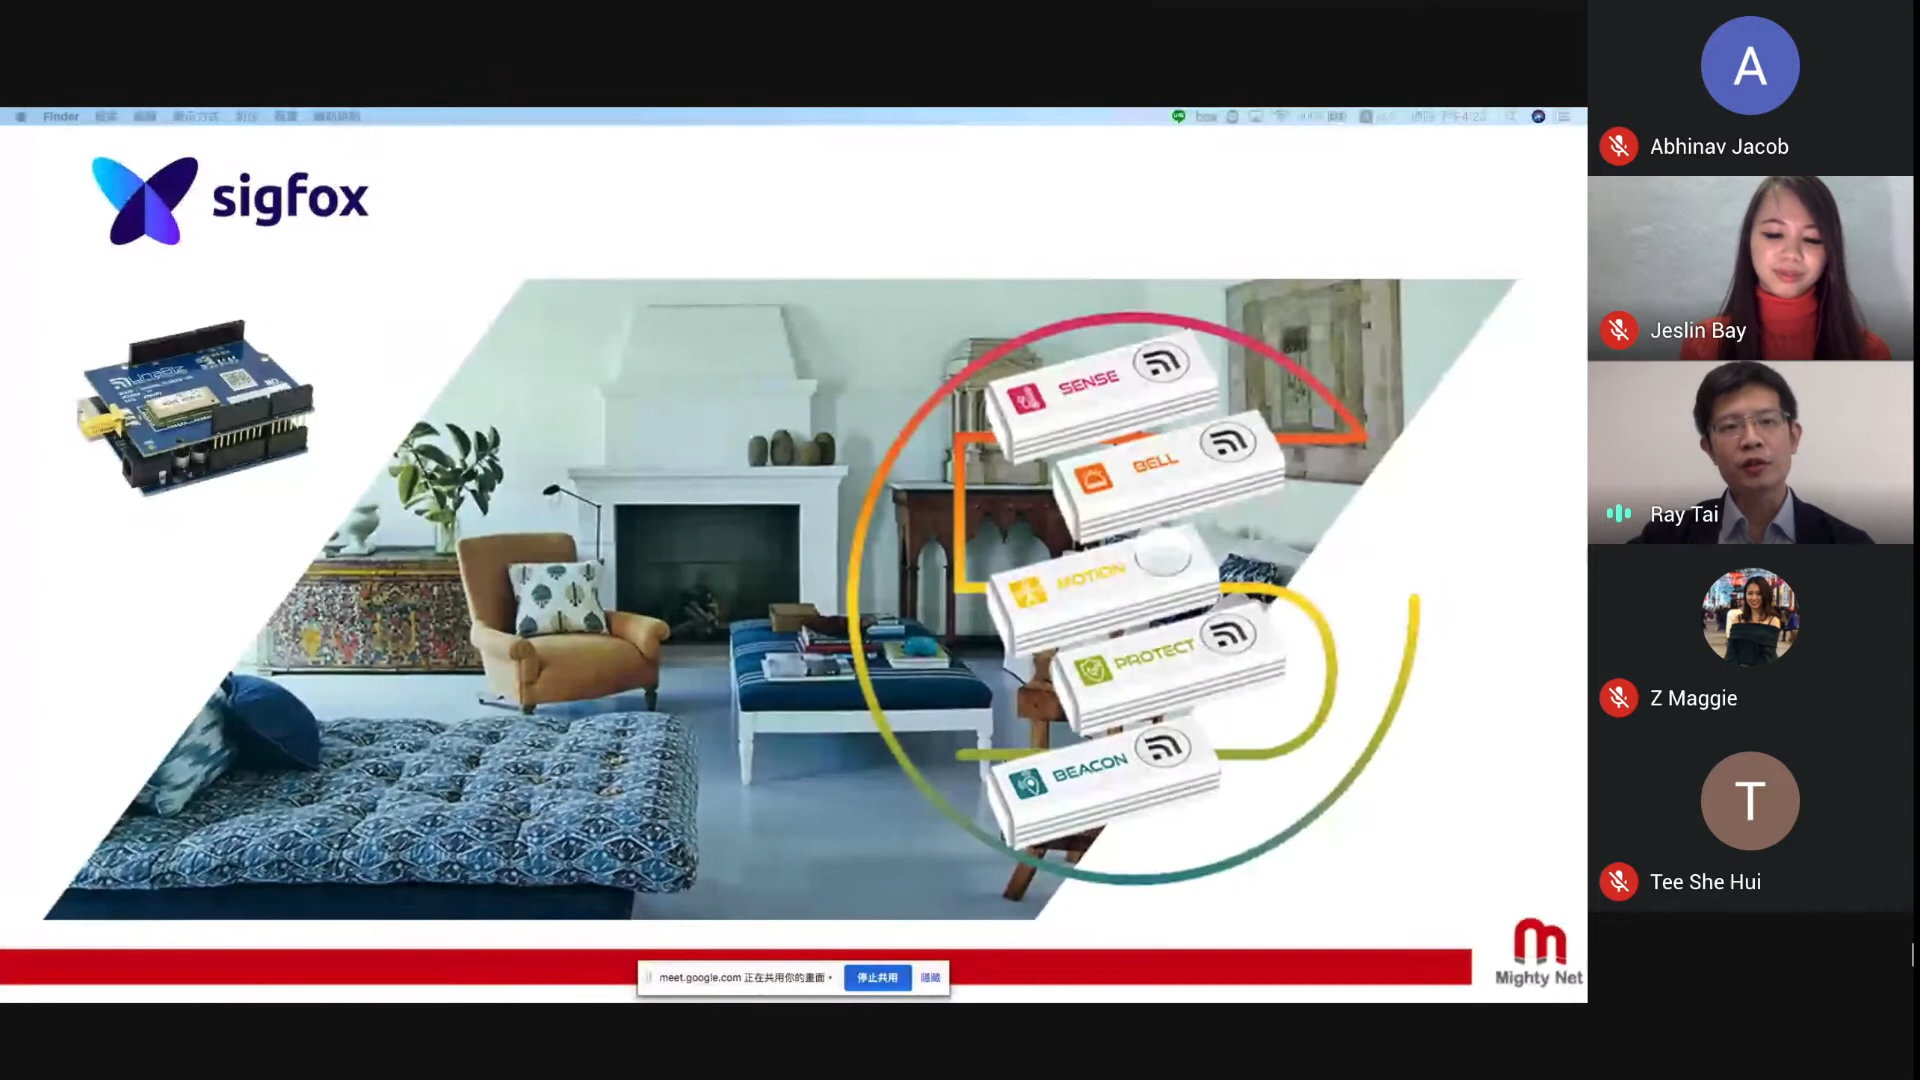 Finder
sigfox
UnaBiz
SENSE
BELL
MOTION
PROTECT
BEACON
Mighty Net
meet.google.com 正在共用你的畫面
停止共用
隱藏
A
Abhinav Jacob
Jeslin Bay
Ray Tai
Z Maggie
T
Tee She Hui